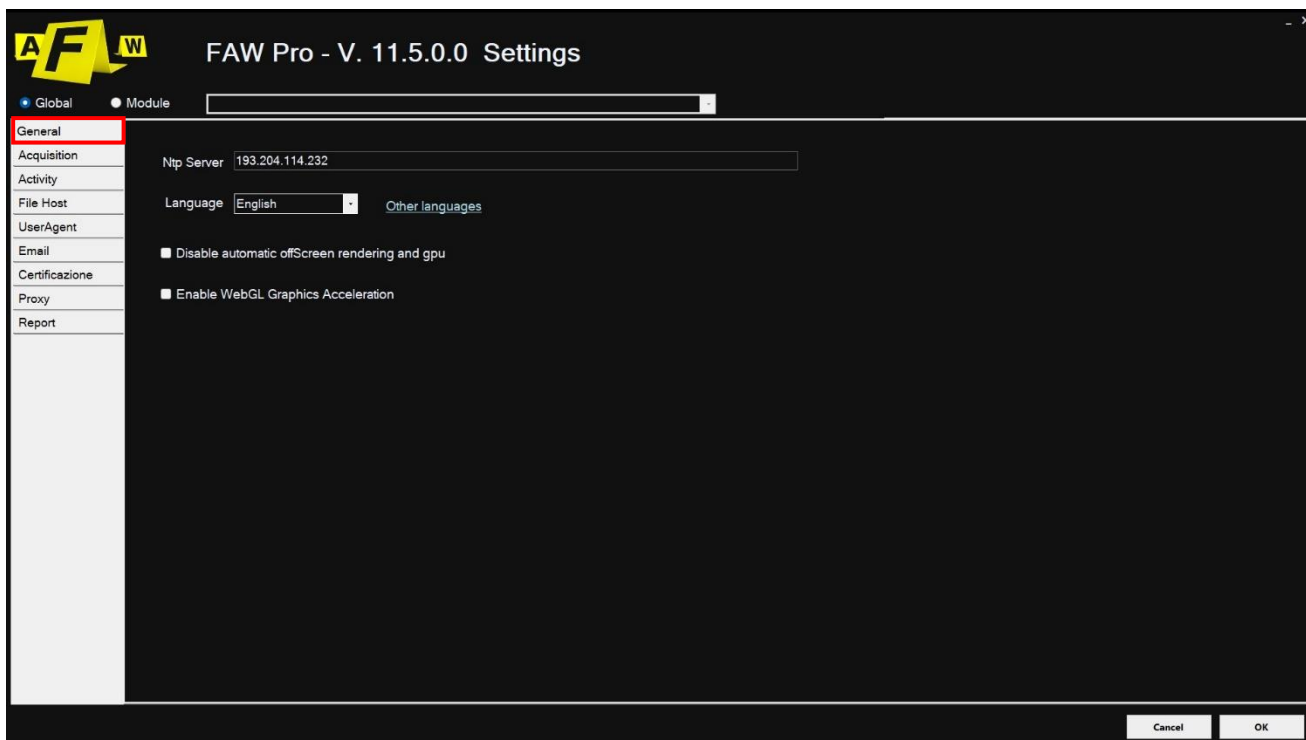 A F W
FAW Pro - V. 11.5.0.0 Settings
Global
Module
General
Acquisition
Activity
File Host
UserAgent
Email
Certificazione
Proxy
Report
Ntp Server 193.204.114.232
Language English Other languages
Disable automatic offScreen rendering and gpu
Enable WebGL Graphics Acceleration
Cancel OK